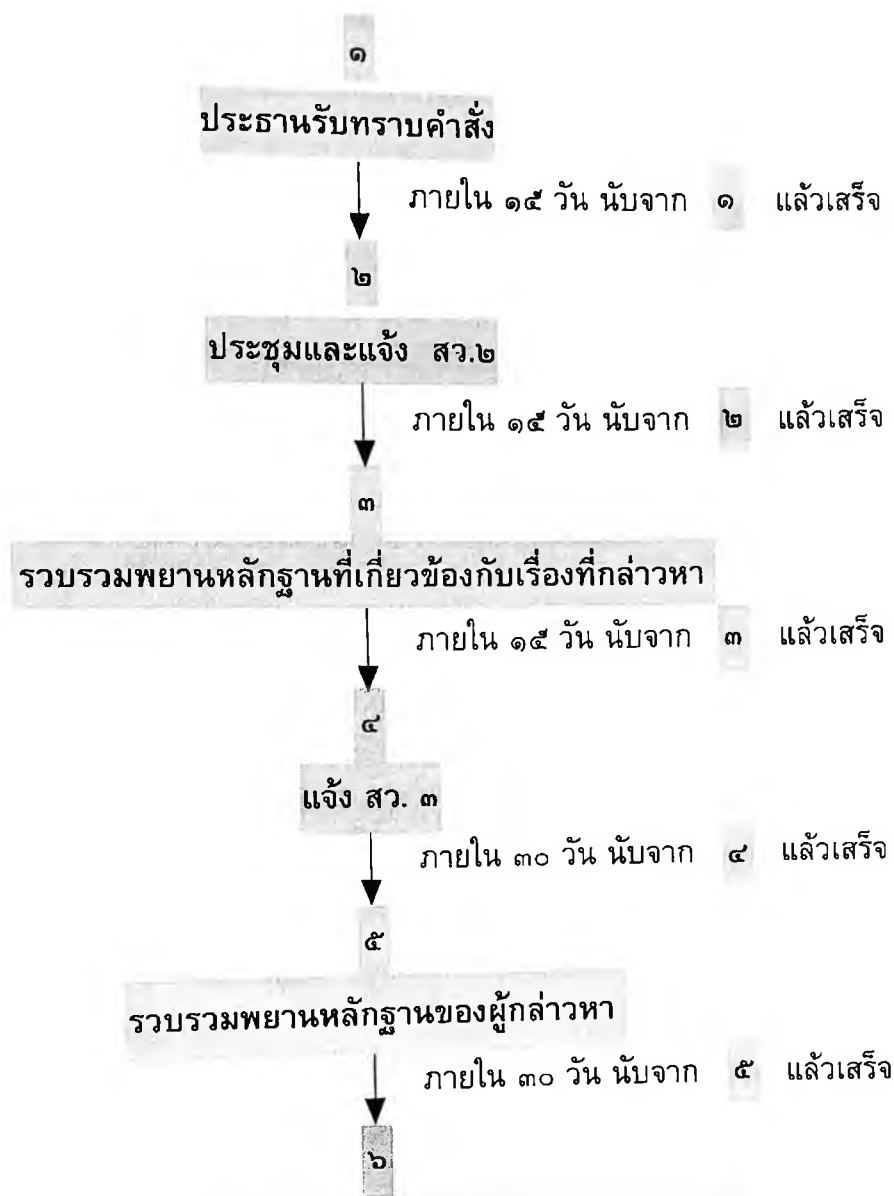 ๑
ประธานรับทราบคำสั่ง
ภายใน ๑๕ วัน นับจาก ๑ แล้วเสร็จ
๒
ประชุมและแจ้ง สว.๒
ภายใน ๑๕ วัน นับจาก ๒ แล้วเสร็จ
๓
รวบรวมพยานหลักฐานที่เกี่ยวข้องกับเรื่องที่กล่าวหา
ภายใน ๑๕ วัน นับจาก ๓ แล้วเสร็จ
๔
แจ้ง สว. ๓
ภายใน ๓๐ วัน นับจาก ๔ แล้วเสร็จ
๕
รวบรวมพยานหลักฐานของผู้กล่าวหา
ภายใน ๓๐ วัน นับจาก ๕ แล้วเสร็จ
๖